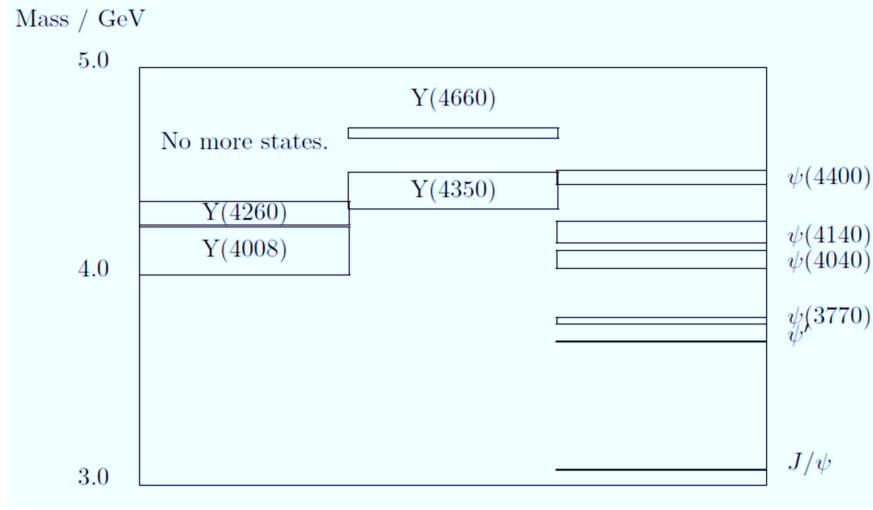 Mass / GeV
5.0
Y(4660)
No more states.
ψ(4400)
Y(4350)
Y(4260)
ψ(4140)
Y(4008)
ψ(4040)
4.0
ψ(3770)
ψ′
J/ψ
3.0